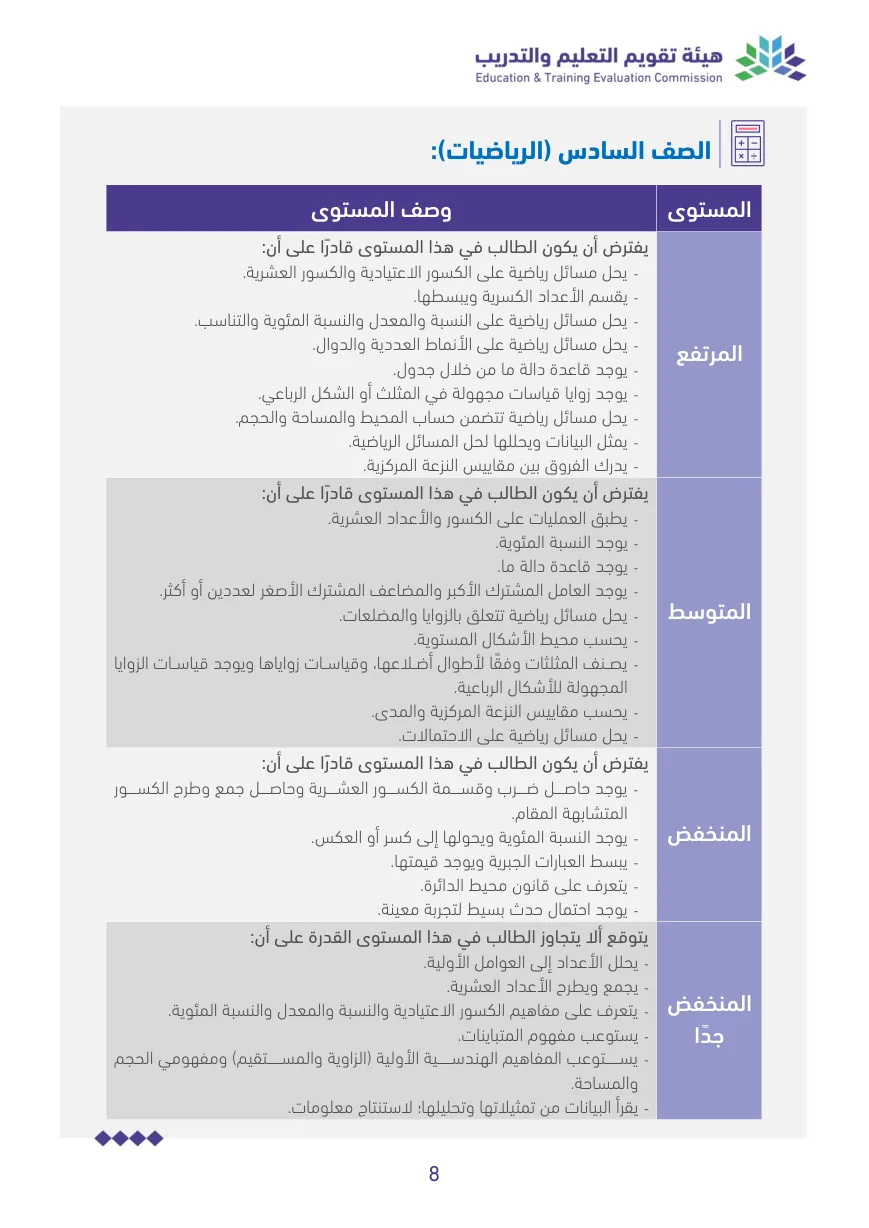 هيئة تقويم التعليم والتدريب
Education & Training Evaluation Commission
الصف السادس (الرياضيات):
المستوى
وصف المستوى
المرتفع
يفترض أن يكون الطالب في هذا المستوى قادرًا على أن:
- يحل مسائل رياضية على الكسور الاعتيادية والكسور العشرية.
- يقسم الأعداد الكسرية ويبسطها.
- يحل مسائل رياضية على النسبة والمعدل والنسبة المئوية والتناسب.
- يحل مسائل رياضية على الأنماط العددية والدوال.
- يوجد قاعدة دالة ما من خلال جدول.
- يوجد زوايا قياسات مجهولة في المثلث أو الشكل الرباعي.
- يحل مسائل رياضية تتضمن حساب المحيط والمساحة والحجم.
- يمثل البيانات ويحللها لحل المسائل الرياضية.
- يدرك الفروق بين مقاييس النزعة المركزية.
المتوسط
يفترض أن يكون الطالب في هذا المستوى قادرًا على أن:
- يطبق العمليات على الكسور والأعداد العشرية.
- يوجد النسبة المئوية.
- يوجد قاعدة دالة ما.
- يوجد العامل المشترك الأكبر والمضاعف المشترك الأصغر لعددين أو أكثر.
- يحل مسائل رياضية تتعلق بالزوايا والمضلعات.
- يحسب محيط الأشكال المستوية.
- يصنف المثلثات وفقًا لأطوال أضلاعها، وقياسات زواياها ويوجد قياسات الزوايا
المجهولة للأشكال الرباعية.
- يحسب مقاييس النزعة المركزية والمدى.
- يحل مسائل رياضية على الاحتمالات.
المنخفض
يفترض أن يكون الطالب في هذا المستوى قادرًا على أن:
- يوجد حاصل ضرب وقسمة الكسور العشرية وحاصل جمع وطرح الكسور
المتشابهة المقام.
- يوجد النسبة المئوية ويحولها إلى كسر أو العكس.
- يبسط العبارات الجبرية ويوجد قيمتها.
- يتعرف على قانون محيط الدائرة.
- يوجد احتمال حدث بسيط لتجربة معينة.
المنخفض
جدًا
يتوقع ألا يتجاوز الطالب في هذا المستوى القدرة على أن:
- يحلل الأعداد إلى العوامل الأولية.
- يجمع ويطرح الأعداد العشرية.
- يتعرف على مفاهيم الكسور الاعتيادية والنسبة والمعدل والنسبة المئوية.
- يستوعب مفهوم المتباينات.
- يستوعب المفاهيم الهندسية الأولية (الزاوية والمستقيم) ومفهومي الحجم
والمساحة.
- يقرأ البيانات من تمثيلاتها وتحليلها؛ لاستنتاج معلومات.
8